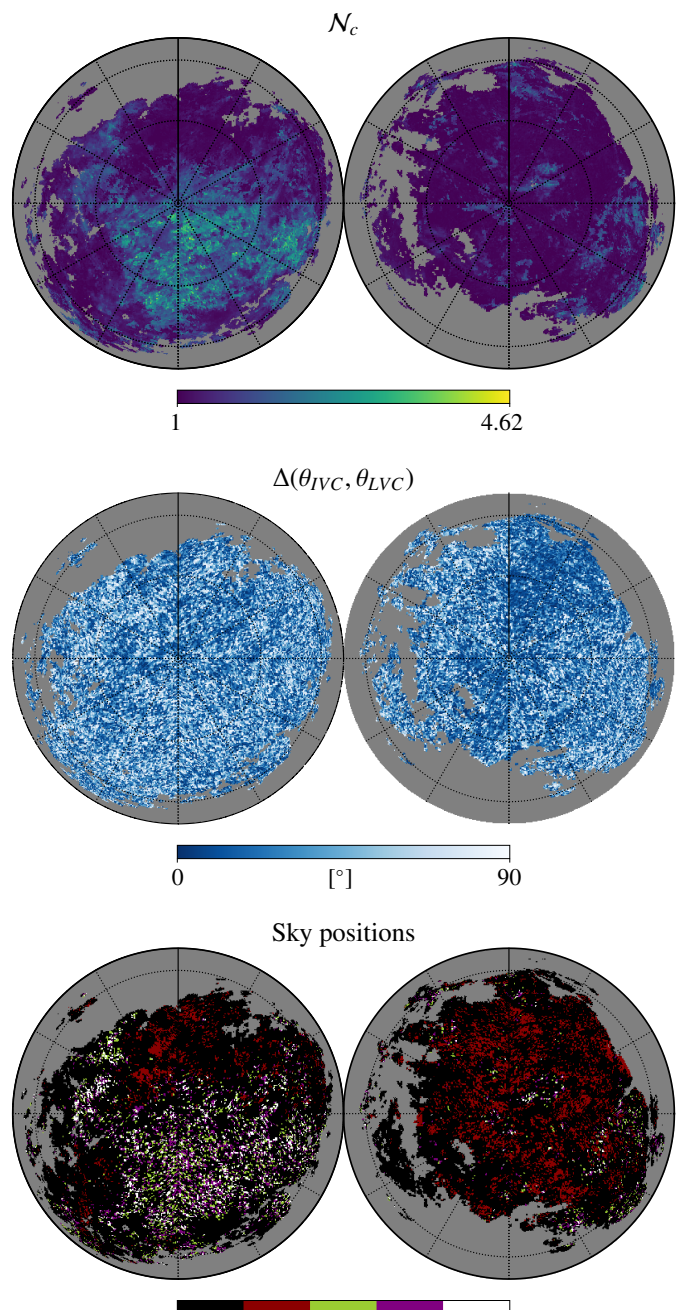 𝒩c
1 4.62
Δ(θIVC, θLVC)
0 [°] 90
Sky positions